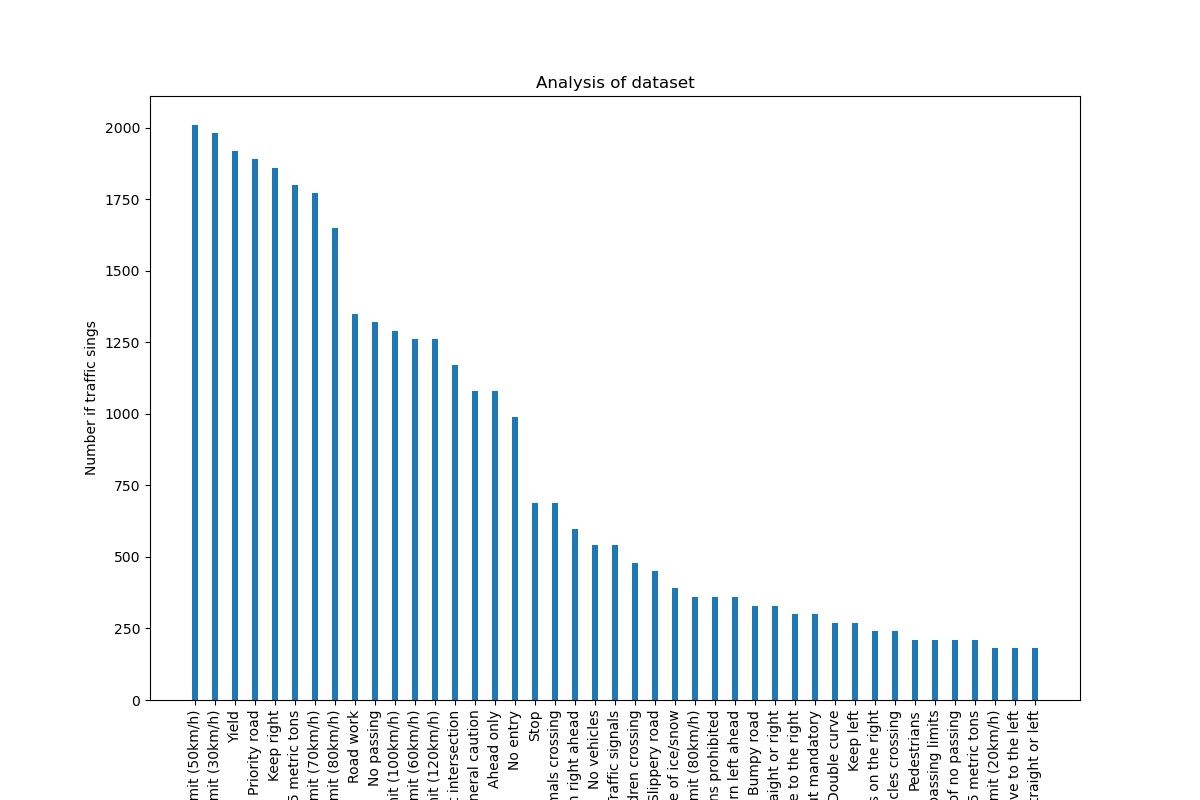 Analysis of dataset
Number if traffic sings
2000
1750
1500
1250
1000
750
500
250
0
mit (50km/h)
mit (30km/h)
Yield
Priority road
Keep right
5 metric tons
mit (70km/h)
mit (80km/h)
Road work
No passing
nit (100km/h)
mit (60km/h)
nit (120km/h)
intersection
neral caution
Ahead only
No entry
Stop
mals crossing
right ahead
No vehicles
Traffic signals
dren crossing
Slippery road
e of ice/snow
mit (80km/h)
ns prohibited
rn left ahead
Bumpy road
aight or right
e to the right
mandatory
Double curve
Keep left
s on the right
cles crossing
Pedestrians
passing limits
of no passing
5 metric tons
mit (20km/h)
ve to the left
traight or left